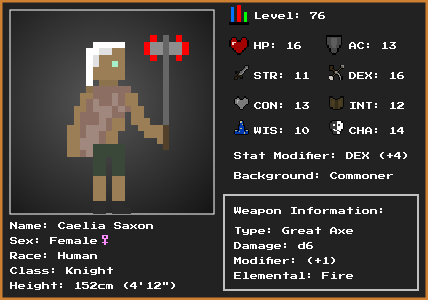 Level: 76
HP: 16 AC: 13
STR: 11 DEX: 16
CON: 13 INT: 12
WIS: 10 CHA: 14
Stat Modifier: DEX (+4)
Background: Commoner
Weapon Information:
Type: Great Axe
Damage: d6
Modifier: (+1)
Elemental: Fire
Name: Caelia Saxon
Sex: Female♀
Race: Human
Class: Knight
Height: 152cm (4'12")